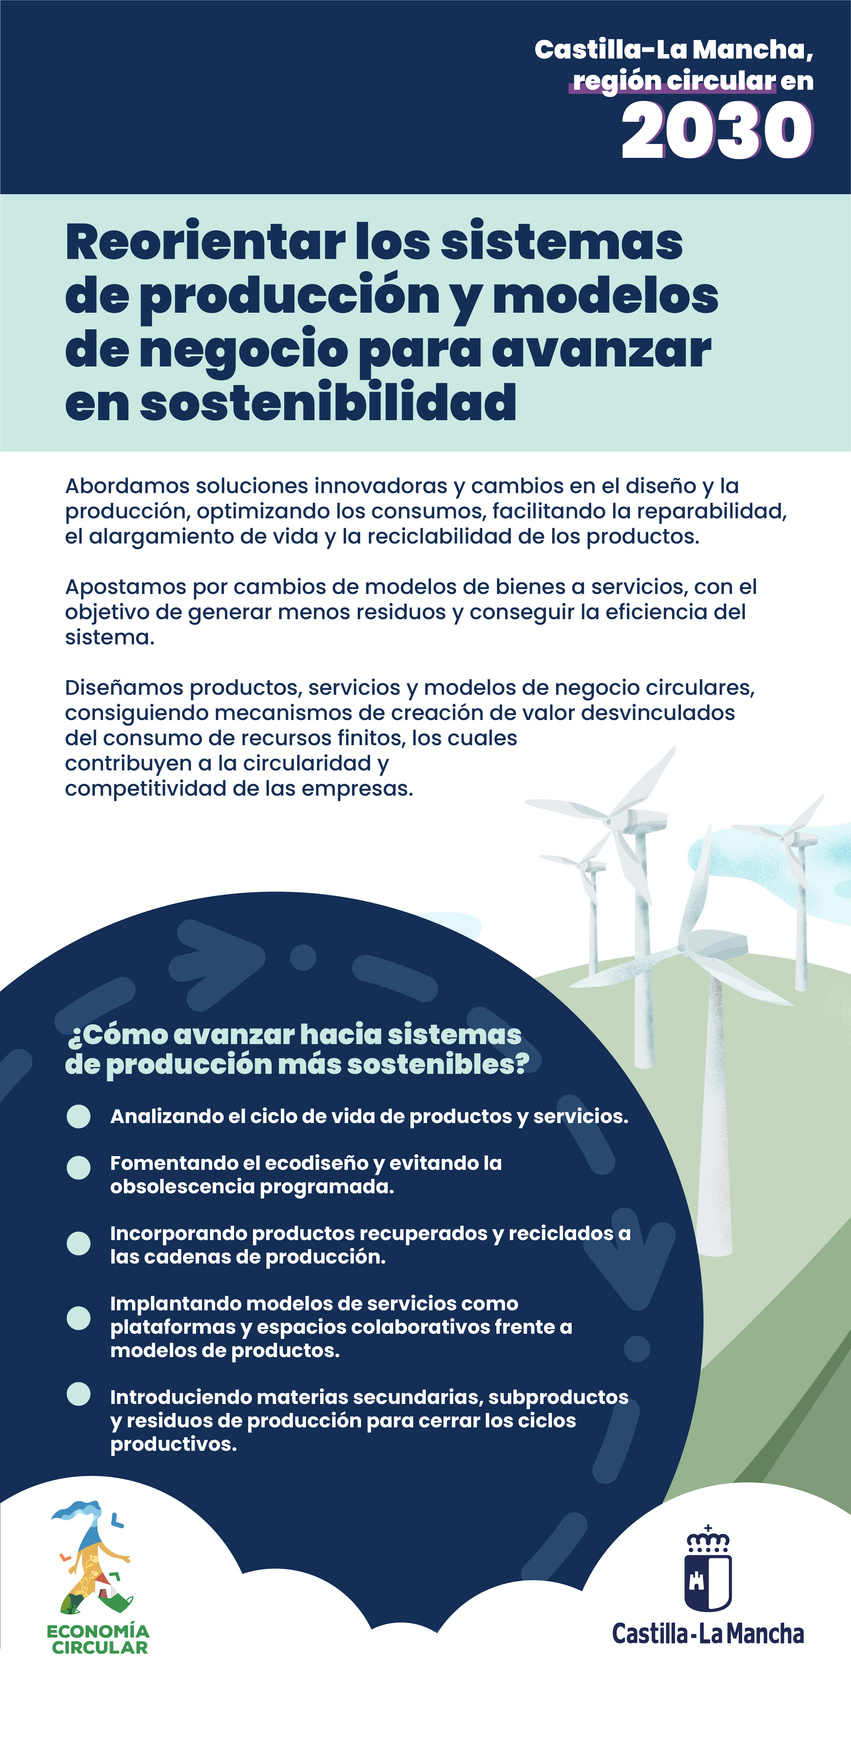 Castilla-La Mancha,
región circular en
2030
Reorientar los sistemas
de producción y modelos
de negocio para avanzar
en sostenibilidad
Abordamos soluciones innovadoras y cambios en el diseño y la
producción, optimizando los consumos, facilitando la reparabilidad,
el alargamiento de vida y la reciclabilidad de los productos.
Apostamos por cambios de modelos de bienes a servicios, con el
objetivo de generar menos residuos y conseguir la eficiencia del
sistema.
Diseñamos productos, servicios y modelos de negocio circulares,
consiguiendo mecanismos de creación de valor desvinculados
del consumo de recursos finitos, los cuales
contribuyen a la circularidad y
competitividad de las empresas.
¿Cómo avanzar hacia sistemas
de producción más sostenibles?
Analizando el ciclo de vida de productos y servicios.
Fomentando el ecodiseño y evitando la
obsolescencia programada.
Incorporando productos recuperados y reciclados a
las cadenas de producción.
Implantando modelos de servicios como
plataformas y espacios colaborativos frente a
modelos de productos.
Introduciendo materias secundarias, subproductos
y residuos de producción para cerrar los ciclos
productivos.
ECONOMÍA
CIRCULAR
Castilla-La Mancha